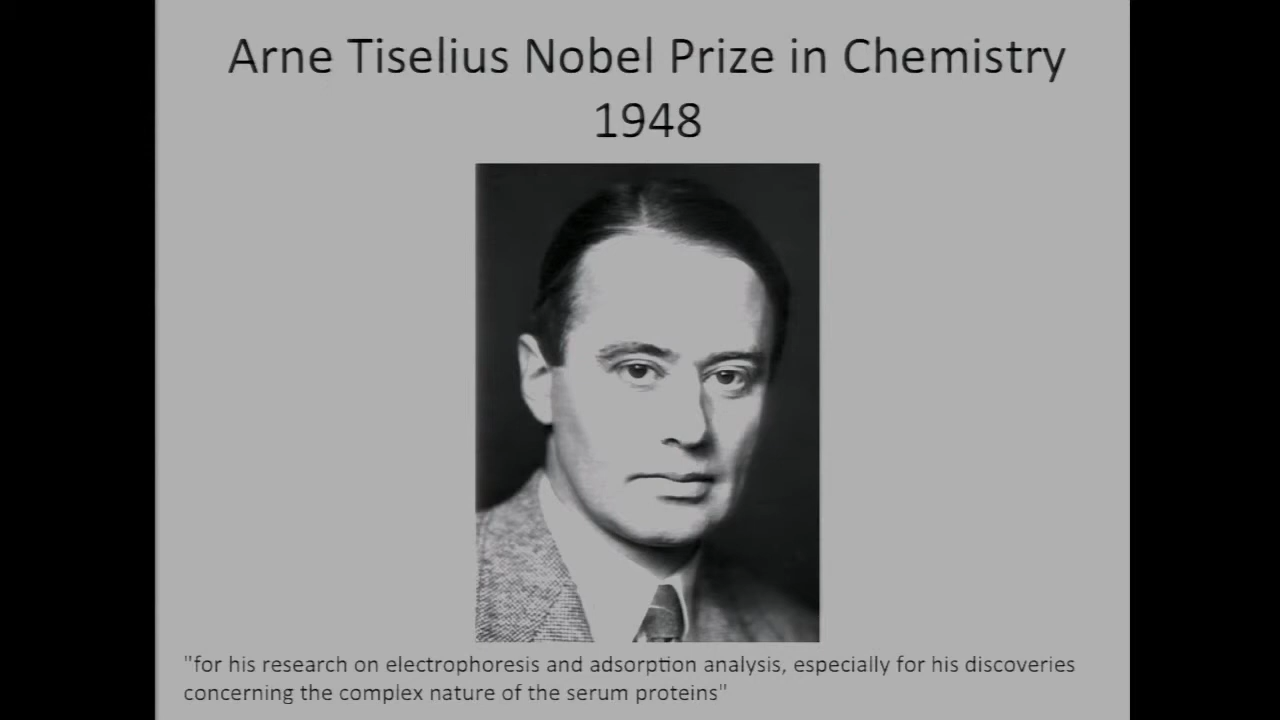 Arne Tiselius Nobel Prize in Chemistry
1948
"for his research on electrophoresis and adsorption analysis, especially for his discoveries
concerning the complex nature of the serum proteins"